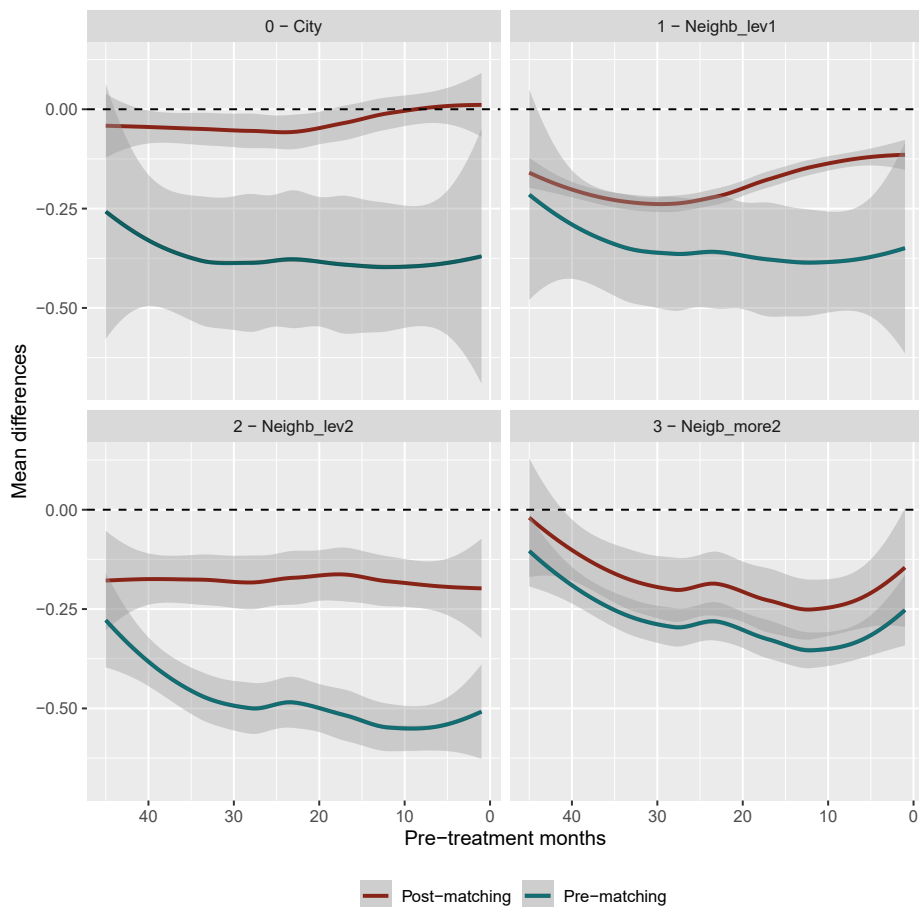 0 − City
1 − Neighb_lev1
0.00
−0.25
−0.50
2 − Neighb_lev2
3 − Neigb_more2
0.00
−0.25
−0.50
Mean differences
40 30 20 10 0
40 30 20 10 0
Pre−treatment months
Post−matching
Pre−matching